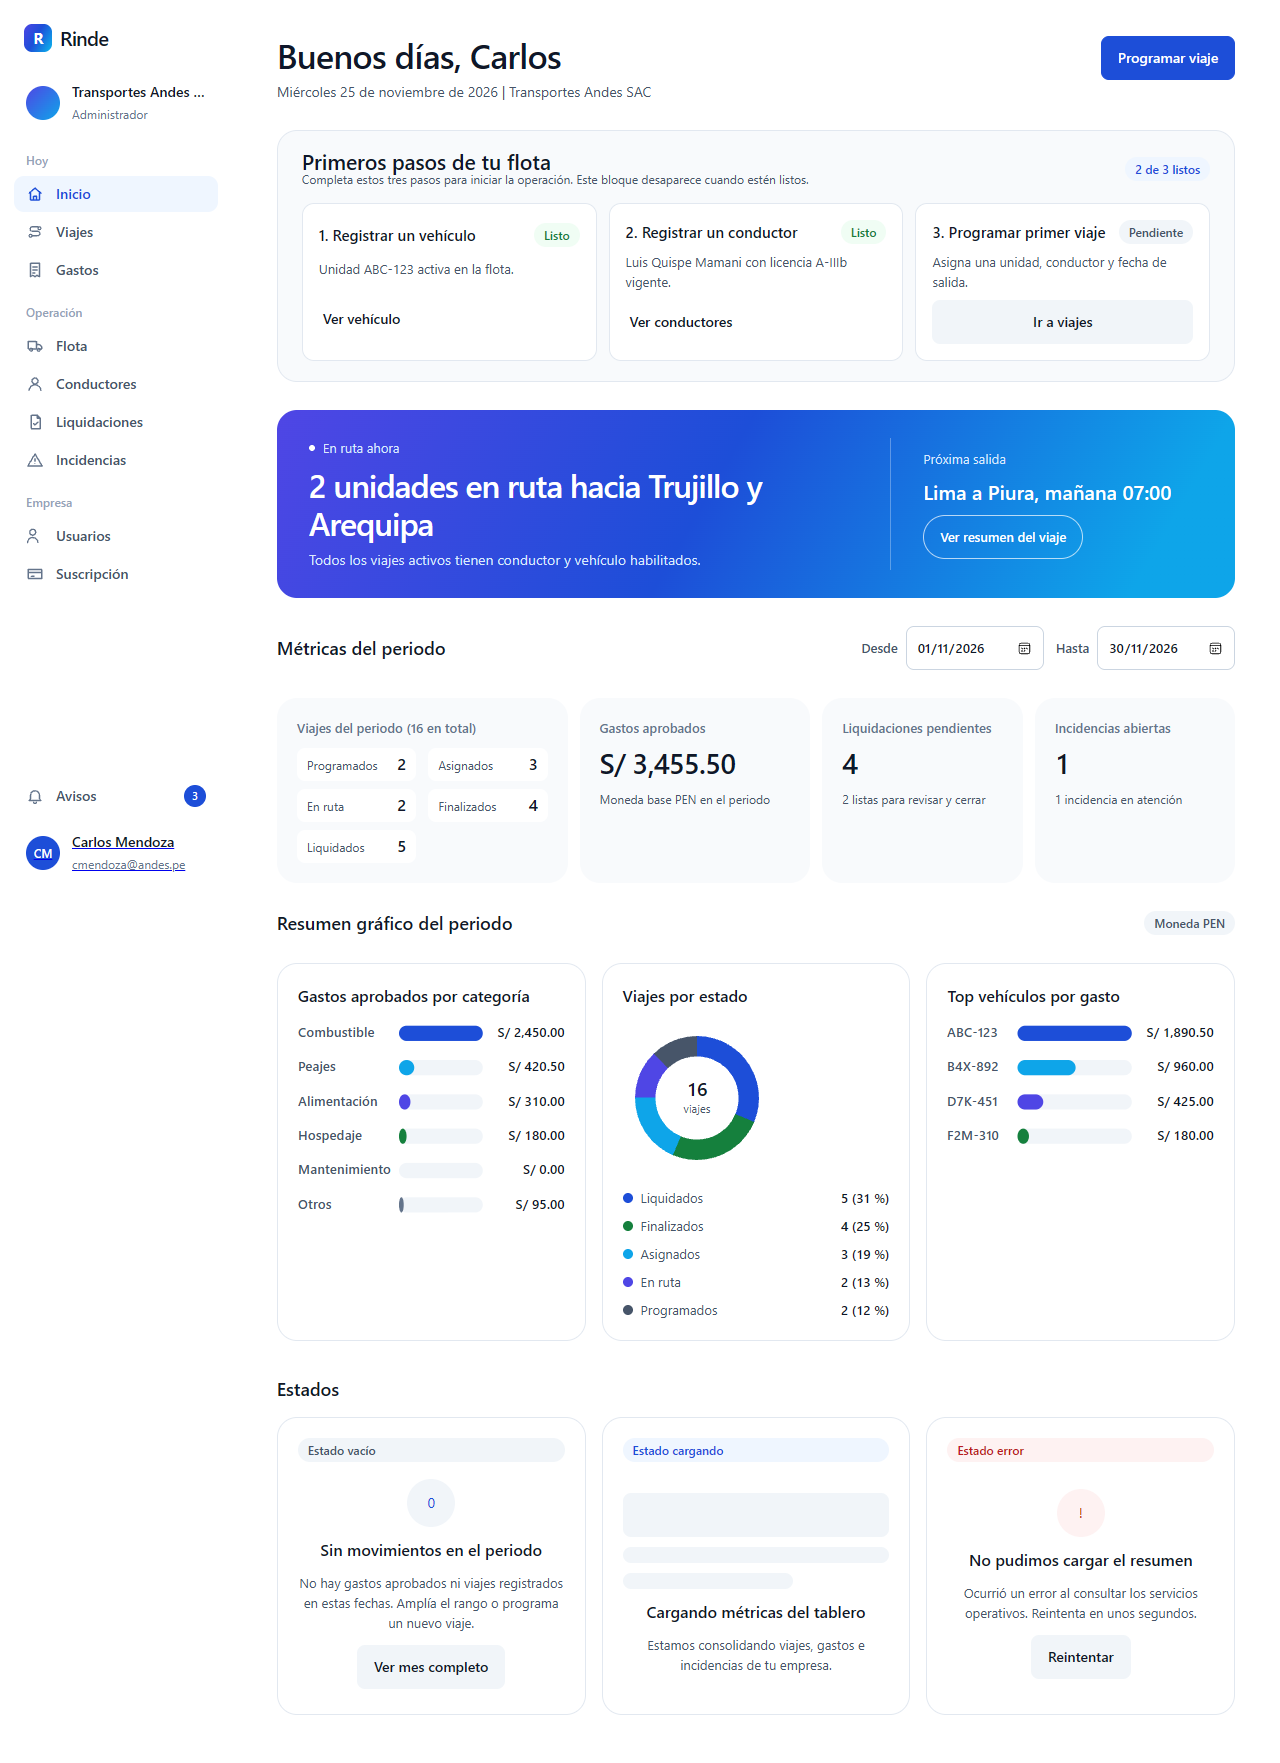 R Rinde
Transportes Andes ...
Administrador
Hoy
Inicio
Viajes
Gastos
Operación
Flota
Conductores
Liquidaciones
Incidencias
Empresa
Usuarios
Suscripción
Avisos 3
CM Carlos Mendoza
cmendoza@andes.pe
Buenos días, Carlos
Miércoles 25 de noviembre de 2026 | Transportes Andes SAC
Programar viaje
Primeros pasos de tu flota
Completa estos tres pasos para iniciar la operación. Este bloque desaparece cuando estén listos.
2 de 3 listos
1. Registrar un vehículo Listo
Unidad ABC-123 activa en la flota.
Ver vehículo
2. Registrar un conductor Listo
Luis Quispe Mamani con licencia A-IIIb
vigente.
Ver conductores
3. Programar primer viaje Pendiente
Asigna una unidad, conductor y fecha de
salida.
Ir a viajes
En ruta ahora
2 unidades en ruta hacia Trujillo y
Arequipa
Todos los viajes activos tienen conductor y vehículo habilitados.
Próxima salida
Lima a Piura, mañana 07:00
Ver resumen del viaje
Métricas del periodo
Desde 01/11/2026 Hasta 30/11/2026
Viajes del periodo (16 en total)
Programados 2 Asignados 3
En ruta 2 Finalizados 4
Liquidados 5
Gastos aprobados
S/ 3,455.50
Moneda base PEN en el periodo
Liquidaciones pendientes
4
2 listas para revisar y cerrar
Incidencias abiertas
1
1 incidencia en atención
Resumen gráfico del periodo
Moneda PEN
Gastos aprobados por categoría
Combustible S/ 2,450.00
Peajes S/ 420.50
Alimentación S/ 310.00
Hospedaje S/ 180.00
Mantenimiento S/ 0.00
Otros S/ 95.00
Viajes por estado
16
viajes
Liquidados 5 (31 %)
Finalizados 4 (25 %)
Asignados 3 (19 %)
En ruta 2 (13 %)
Programados 2 (12 %)
Top vehículos por gasto
ABC-123 S/ 1,890.50
B4X-892 S/ 960.00
D7K-451 S/ 425.00
F2M-310 S/ 180.00
Estados
Estado vacío
0
Sin movimientos en el periodo
No hay gastos aprobados ni viajes registrados
en estas fechas. Amplía el rango o programa
un nuevo viaje.
Ver mes completo
Estado cargando
Cargando métricas del tablero
Estamos consolidando viajes, gastos e
incidencias de tu empresa.
Estado error
!
No pudimos cargar el resumen
Ocurrió un error al consultar los servicios
operativos. Reintenta en unos segundos.
Reintentar